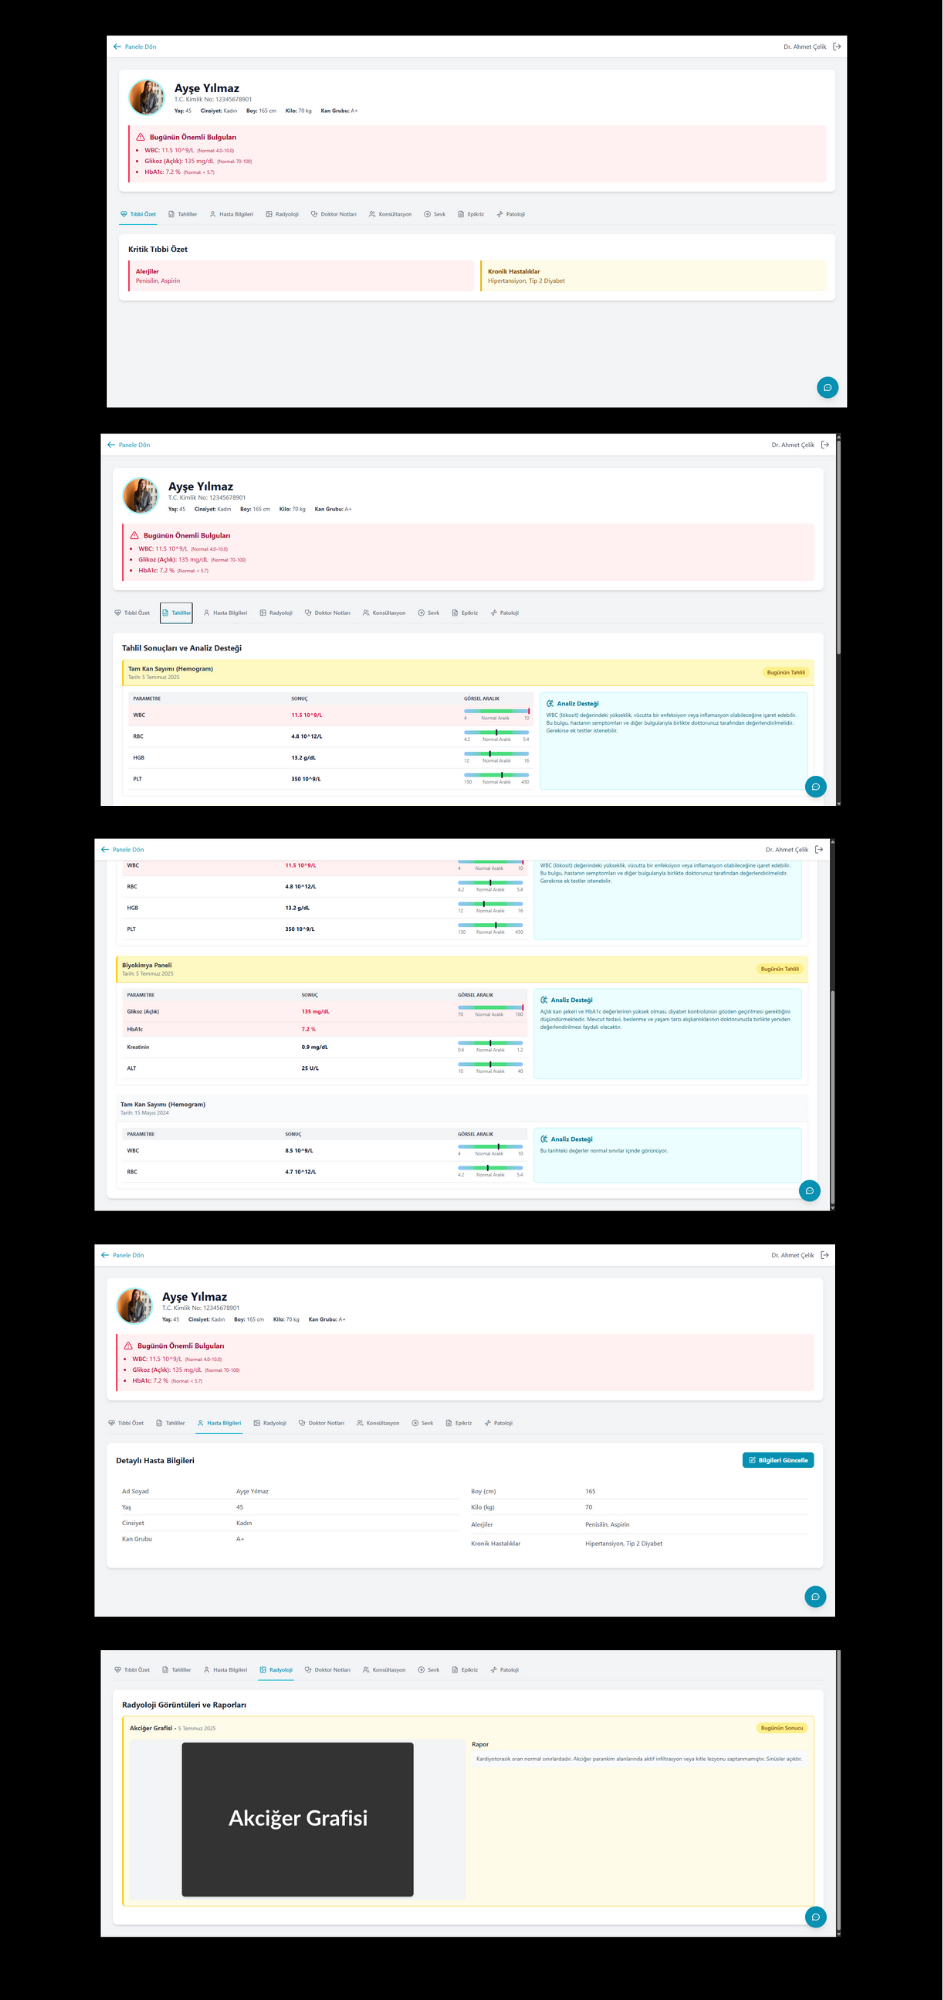 Panele Dön
Dr. Ahmet Çelik
Ayşe Yılmaz
T.C. Kimlik No: 12345678901
Yaş: 45 Cinsiyet: Kadın Boy: 165 cm Kilo: 70 kg Kan Grubu: A+
Bugünün Önemli Bulguları
• WBC: 11.5 10^9/L (Normal: 4.0-10.0)
• Glikoz (Açlık): 135 mg/dL (Normal: 70-100)
• HbA1c: 7.2 % (Normal: < 5.7)
Tıbbi Özet Tahliller Hasta Bilgileri Radyoloji Doktor Notları Konsültasyon Sevk Epikriz Patoloji
Kritik Tıbbi Özet
Alerjiler
Penisilin, Aspirin
Kronik Hastalıklar
Hipertansiyon, Tip 2 Diyabet
Panele Dön
Dr. Ahmet Çelik
Ayşe Yılmaz
T.C. Kimlik No: 12345678901
Yaş: 45 Cinsiyet: Kadın Boy: 165 cm Kilo: 70 kg Kan Grubu: A+
Bugünün Önemli Bulguları
• WBC: 11.5 10^9/L (Normal: 4.0-10.0)
• Glikoz (Açlık): 135 mg/dL (Normal: 70-100)
• HbA1c: 7.2 % (Normal: < 5.7)
Tıbbi Özet Tahliller Hasta Bilgileri Radyoloji Doktor Notları Konsültasyon Sevk Epikriz Patoloji
Tahlil Sonuçları ve Analiz Desteği
Tam Kan Sayımı (Hemogram)
Tarih: 5 Temmuz 2025
Bugünün Tahlili
PARAMETRE SONUÇ GÖRSEL ARALIK
WBC 11.5 10^9/L
4 Normal Aralık 10
RBC 4.8 10^12/L
4.2 Normal Aralık 5.4
HGB 13.2 g/dL
12 Normal Aralık 16
PLT 350 10^9/L
150 Normal Aralık 450
Analiz Desteği
WBC (lökosit) değerindeki yükseklik, vücutta bir enfeksiyon veya inflamasyon olabileceğine işaret edebilir.
Bu bulgu, hastanın semptomları ve diğer bulgularıyla birlikte doktorunuz tarafından değerlendirilmelidir.
Gerekirse ek testler istenebilir.
Panele Dön
Dr. Ahmet Çelik
WBC 11.5 10^9/L
4 Normal Aralık 10
RBC 4.8 10^12/L
4.2 Normal Aralık 5.4
HGB 13.2 g/dL
12 Normal Aralık 16
PLT 350 10^9/L
150 Normal Aralık 450
WBC (lökosit) değerindeki yükseklik, vücutta bir enfeksiyon veya inflamasyon olabileceğine işaret edebilir.
Bu bulgu, hastanın semptomları ve diğer bulgularıyla birlikte doktorunuz tarafından değerlendirilmelidir.
Gerekirse ek testler istenebilir.
Biyokimya Paneli
Tarih: 5 Temmuz 2025
Bugünün Tahlili
PARAMETRE SONUÇ GÖRSEL ARALIK
Glikoz (Açlık) 135 mg/dL
70 Normal Aralık 100
HbA1c 7.2 %
Kreatinin 0.9 mg/dL
0.6 Normal Aralık 1.2
ALT 25 U/L
10 Normal Aralık 40
Analiz Desteği
Açlık kan şekeri ve HbA1c değerlerinin yüksek olması, diyabet kontrolünün gözden geçirilmesi gerektiğini
düşündürmektedir. Mevcut tedavi, beslenme ve yaşam tarzı alışkanlıklarının doktorunuzla birlikte yeniden
değerlendirilmesi faydalı olacaktır.
Tam Kan Sayımı (Hemogram)
Tarih: 15 Mayıs 2024
PARAMETRE SONUÇ GÖRSEL ARALIK
WBC 8.5 10^9/L
4 Normal Aralık 10
RBC 4.7 10^12/L
4.2 Normal Aralık 5.4
Analiz Desteği
Bu tarihteki değerler normal sınırlar içinde görünüyor.
Panele Dön
Dr. Ahmet Çelik
Ayşe Yılmaz
T.C. Kimlik No: 12345678901
Yaş: 45 Cinsiyet: Kadın Boy: 165 cm Kilo: 70 kg Kan Grubu: A+
Bugünün Önemli Bulguları
• WBC: 11.5 10^9/L (Normal: 4.0-10.0)
• Glikoz (Açlık): 135 mg/dL (Normal: 70-100)
• HbA1c: 7.2 % (Normal: < 5.7)
Tıbbi Özet Tahliller Hasta Bilgileri Radyoloji Doktor Notları Konsültasyon Sevk Epikriz Patoloji
Detaylı Hasta Bilgileri
Bilgileri Güncelle
Ad Soyad Ayşe Yılmaz
Yaş 45
Cinsiyet Kadın
Kan Grubu A+
Boy (cm) 165
Kilo (kg) 70
Alerjiler Penisilin, Aspirin
Kronik Hastalıklar Hipertansiyon, Tip 2 Diyabet
Tıbbi Özet Tahliller Hasta Bilgileri Radyoloji Doktor Notları Konsültasyon Sevk Epikriz Patoloji
Radyoloji Görüntüleri ve Raporları
Akciğer Grafisi - 5 Temmuz 2025
Bugünün Sonucu
Akciğer Grafisi
Rapor
Kardiyotorasik oran normal sınırlardadır. Akciğer parankim alanlarında aktif infiltrasyon veya kitle lezyonu saptanmamıştır. Sinüsler açıktır.